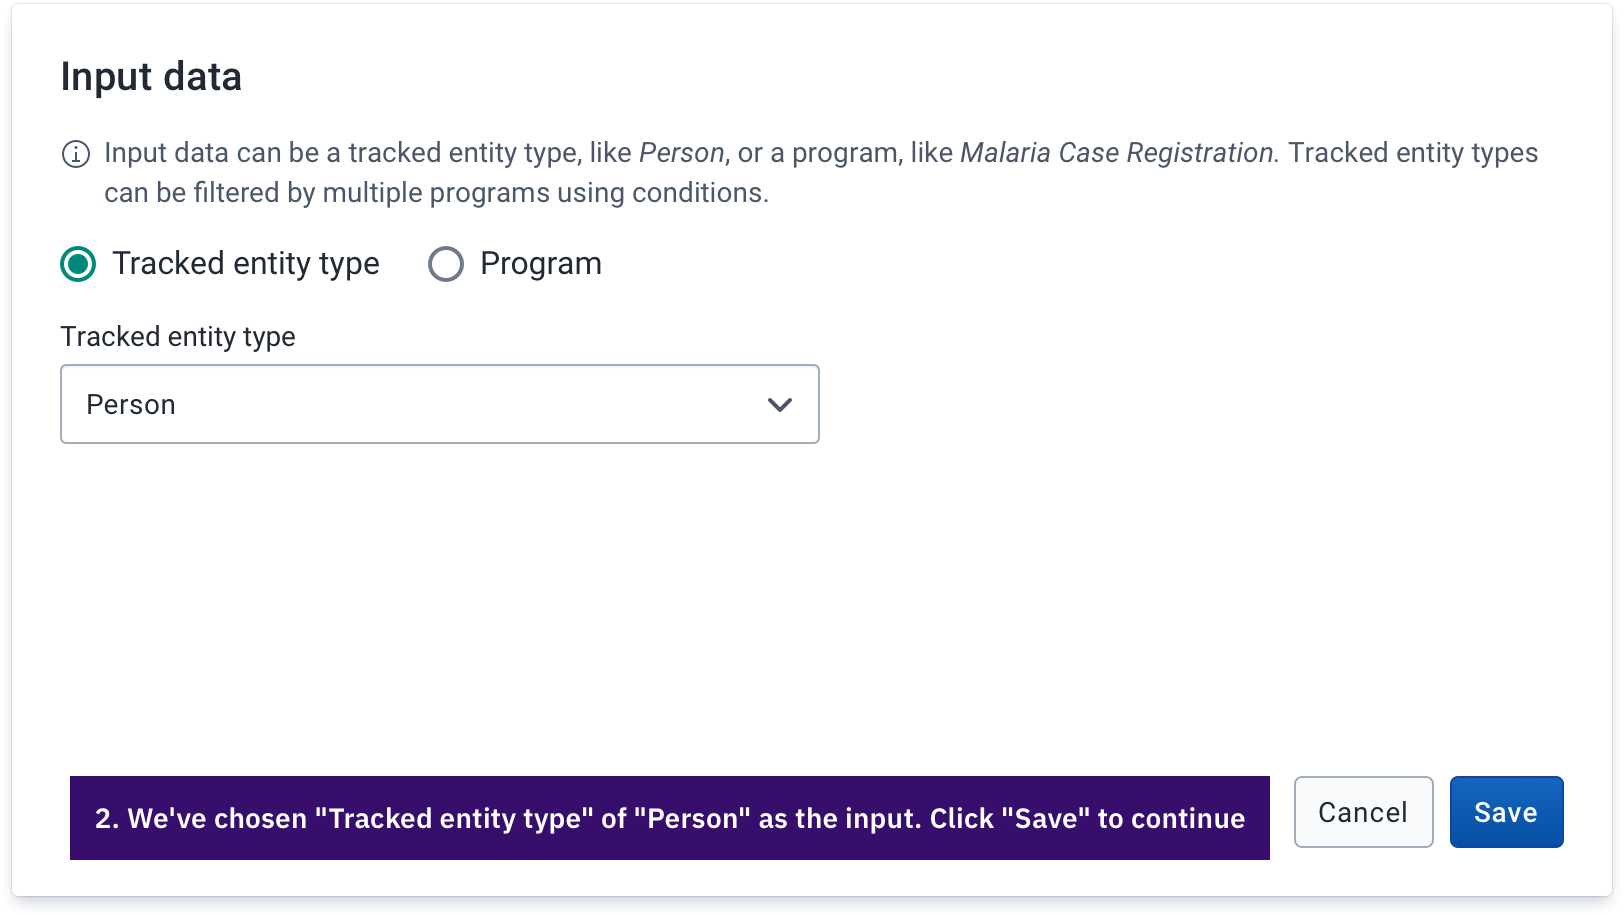 Input data
Input data can be a tracked entity type, like Person, or a program, like Malaria Case Registration. Tracked entity types
can be filtered by multiple programs using conditions.
Tracked entity type Program
Tracked entity type
Person
2. We've chosen "Tracked entity type" of "Person" as the input. Click "Save" to continue Cancel Save